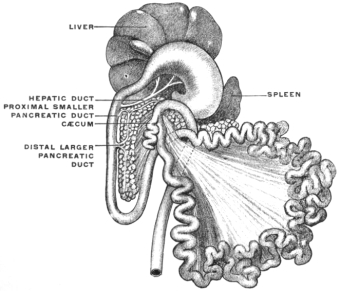 LIVER
HEPATIC DUCT
PROXIMAL SMALLER
PANCREATIC DUCT
CÆCUM
DISTAL LARGER
PANCREATIC
DUCT
SPLEEN